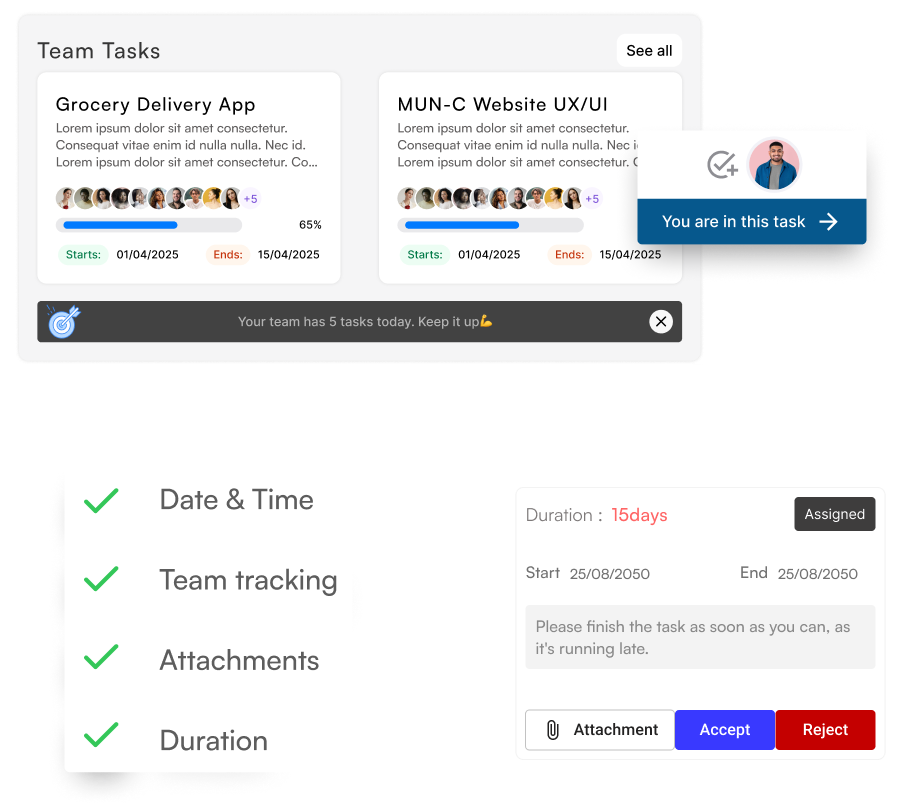 Team Tasks
See all
Grocery Delivery App
Lorem ipsum dolor sit amet consectetur.
Consequat vitae enim id nulla nulla. Nec id.
Lorem ipsum dolor sit amet consectetur. Co...
+5
65%
Starts: 01/04/2025 Ends: 15/04/2025
MUN-C Website UX/UI
Lorem ipsum dolor sit amet consectetur.
Consequat vitae enim id nulla nulla. Nec
Lorem ipsum dolor sit amet consectetur.
+5
Starts: 01/04/2025 Ends: 15/04/2025
You are in this task
Your team has 5 tasks today. Keep it up💪
Date & Time
Team tracking
Attachments
Duration
Duration : 15days
Assigned
Start 25/08/2050 End 25/08/2050
Please finish the task as soon as you can, as
it's running late.
Attachment Accept Reject